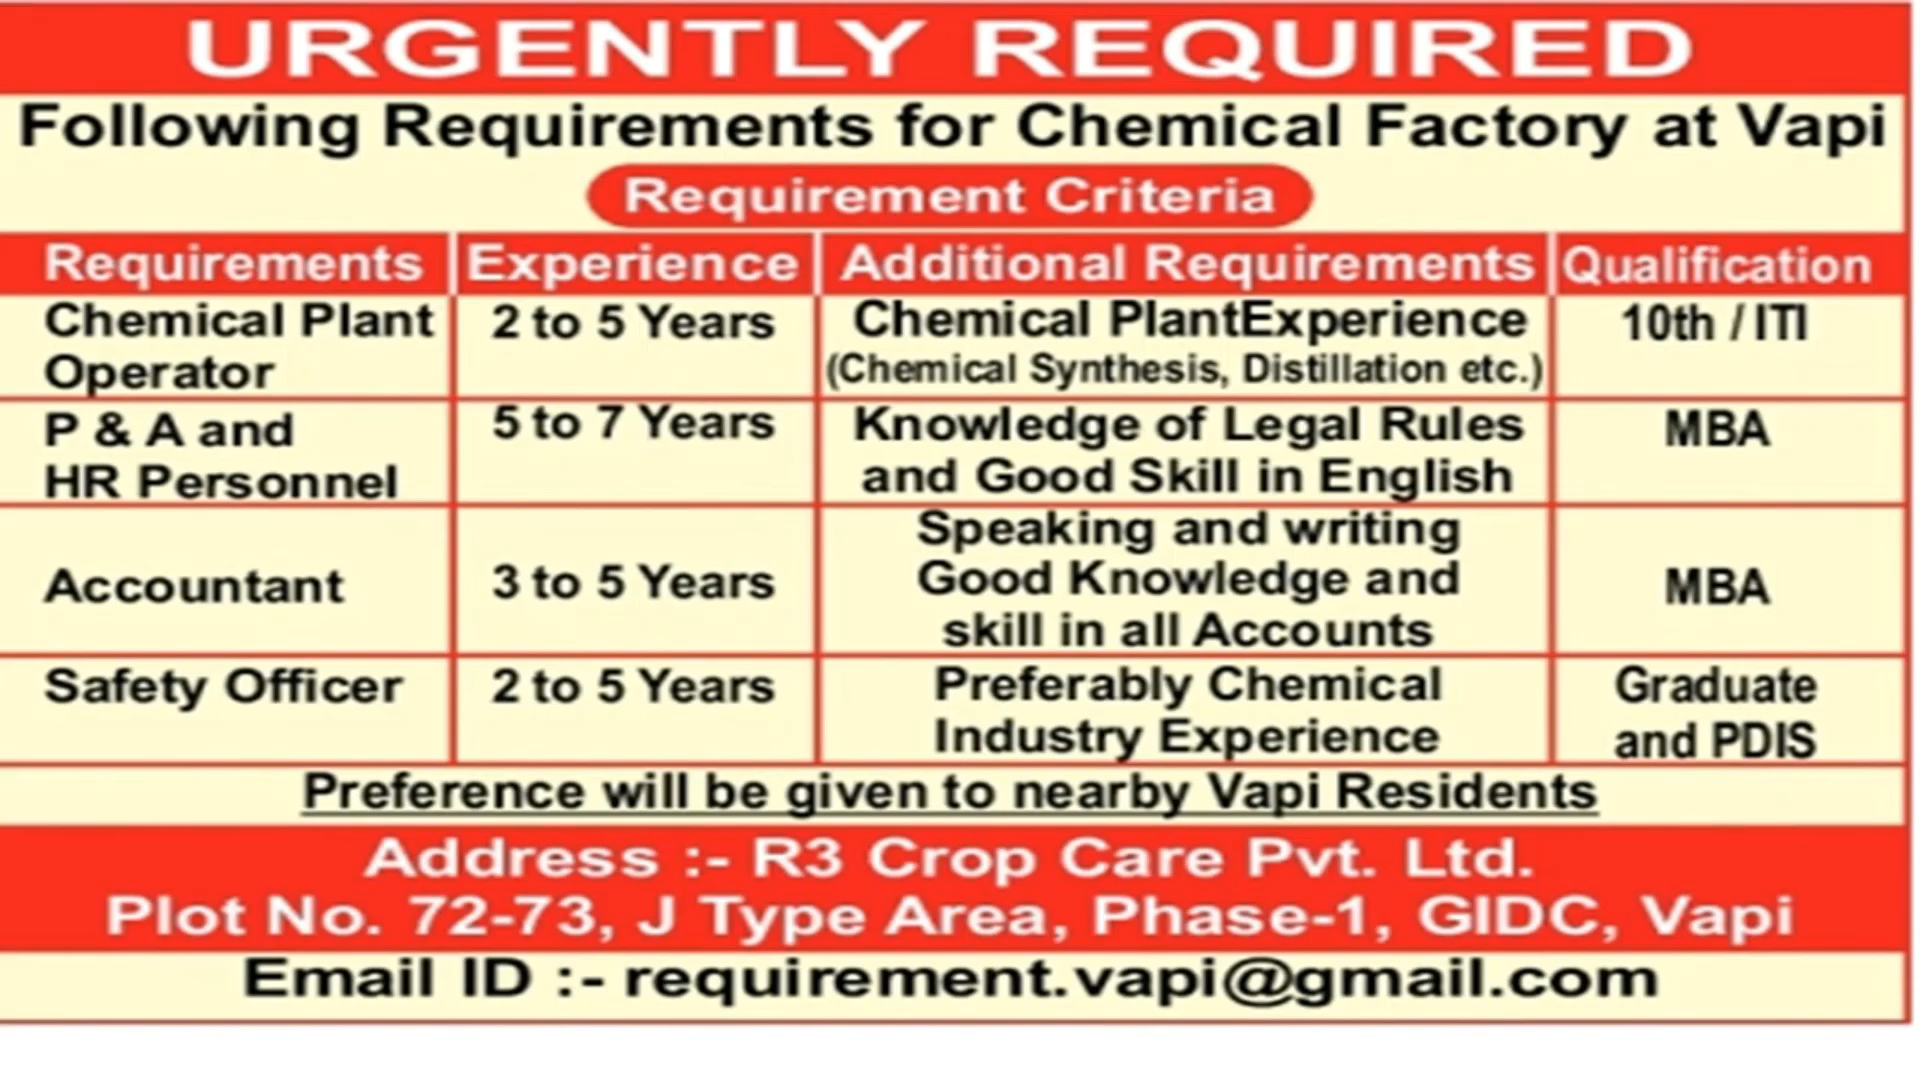 URGENTLY REQUIRED
Following Requirements for Chemical Factory at Vapi
Requirement Criteria
Requirements Experience Additional Requirements Qualification
Chemical Plant Operator 2 to 5 Years Chemical PlantExperience (Chemical Synthesis, Distillation etc.) 10th / ITI
P & A and HR Personnel 5 to 7 Years Knowledge of Legal Rules and Good Skill in English MBA
Accountant 3 to 5 Years Speaking and writing Good Knowledge and skill in all Accounts MBA
Safety Officer 2 to 5 Years Preferably Chemical Industry Experience Graduate and PDIS
Preference will be given to nearby Vapi Residents
Address :- R3 Crop Care Pvt. Ltd.
Plot No. 72-73, J Type Area, Phase-1, GIDC, Vapi
Email ID :- requirement.vapi@gmail.com